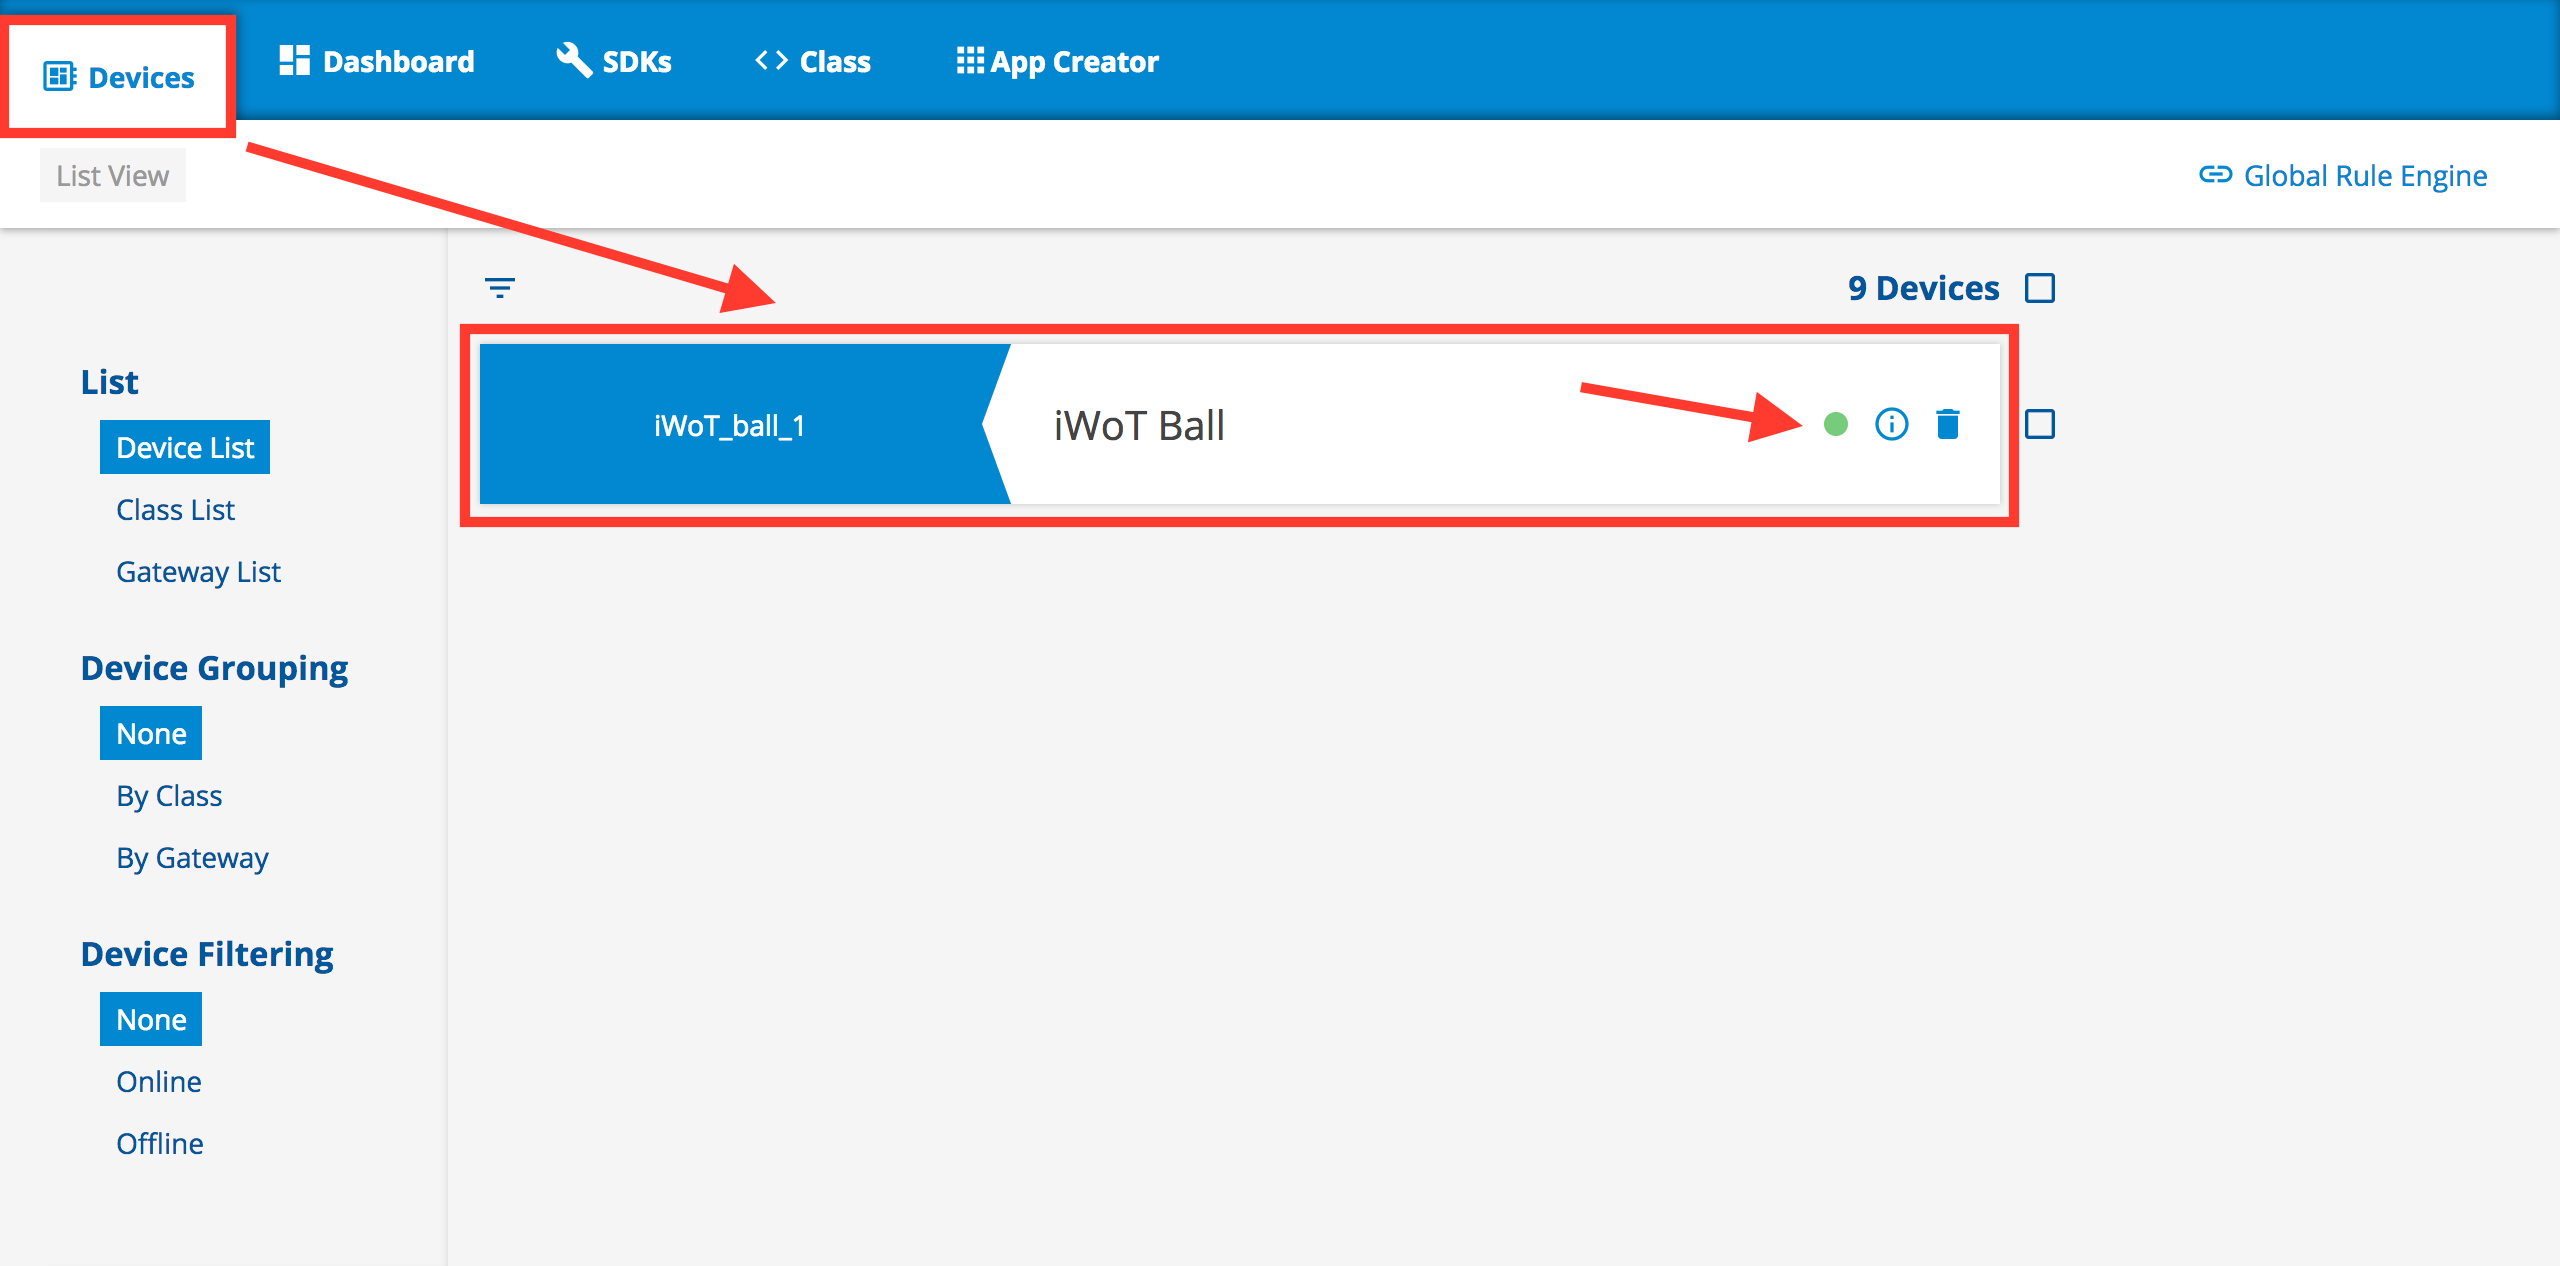 Devices
Dashboard
SDKs
Class
App Creator
List View
Global Rule Engine
9 Devices
iWoT_ball_1
iWoT Ball
List
Device List
Class List
Gateway List
Device Grouping
None
By Class
By Gateway
Device Filtering
None
Online
Offline